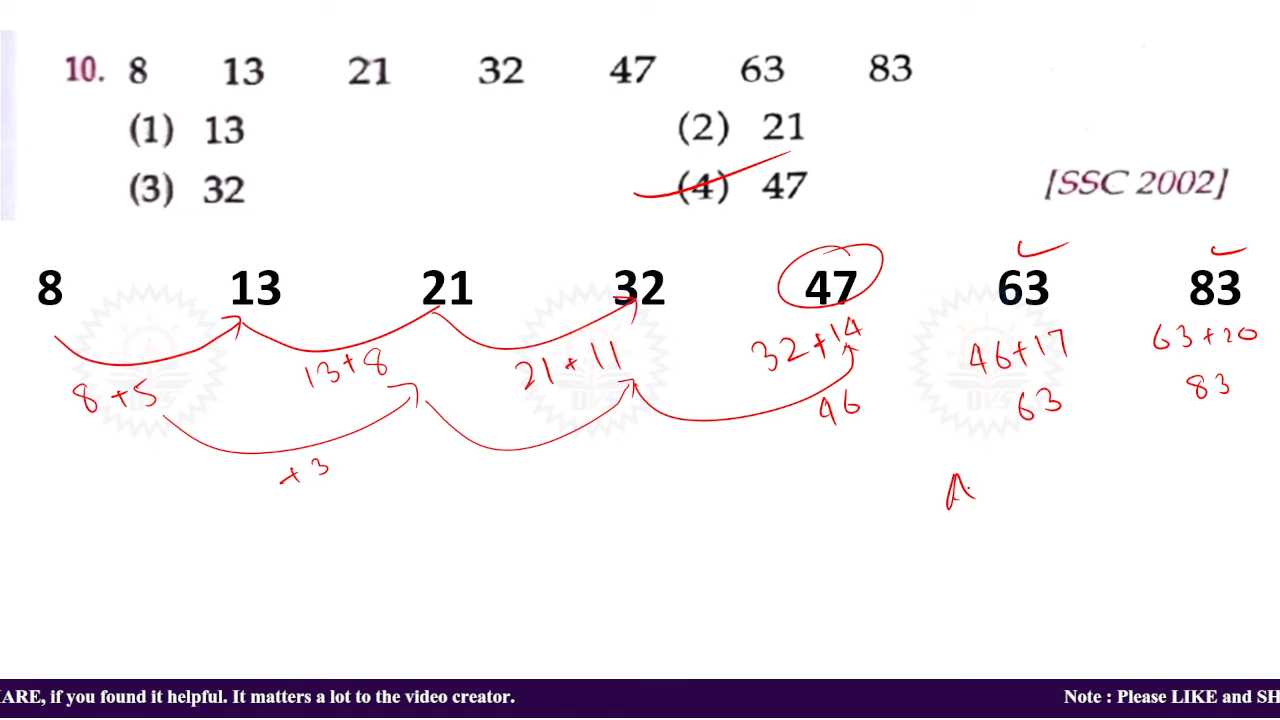 10. 8 13 21 32 47 63 83
(1) 13 (2) 21
(3) 32 (4) 47 [SSC 2002]
8 13 21 32 47 63 83
8+5 13+8 21+11 32+14 46+17 63+20
46 63 83
+3
A
HARE, if you found it helpful. It matters a lot to the video creator. Note : Please LIKE and SH